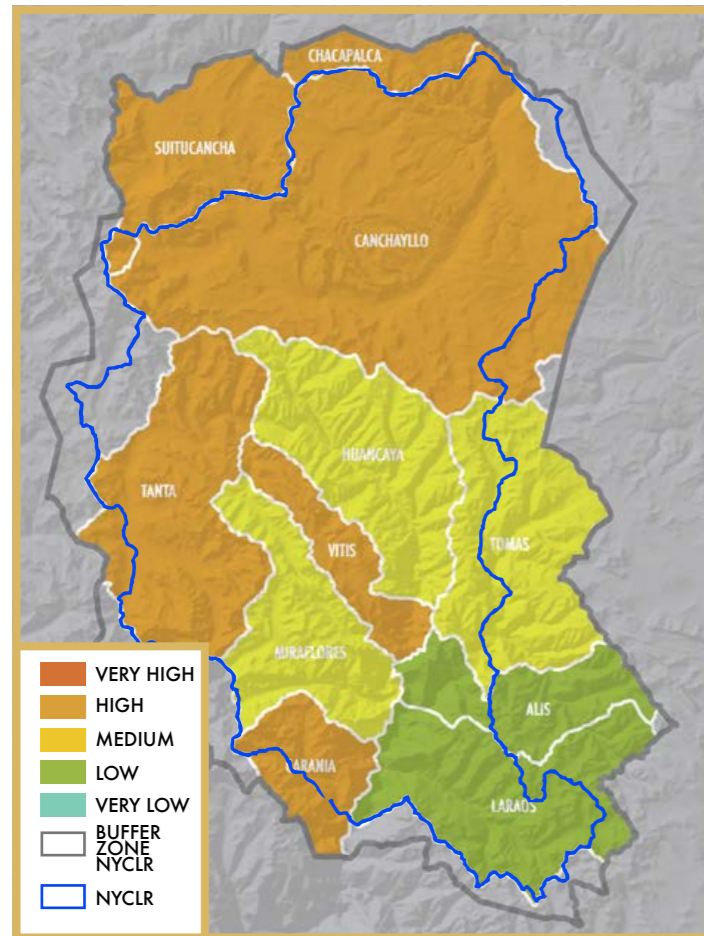 CHACAPALCA
SUITUCANCHA
CANCHAYLLO
HUANCAYA
TANTA
VITIS
TOMAS
MIRAFLORES
ALIS
ARANIA
LARAOS
VERY HIGH
HIGH
MEDIUM
LOW
VERY LOW
BUFFER
ZONE
NYCLR
NYCLR